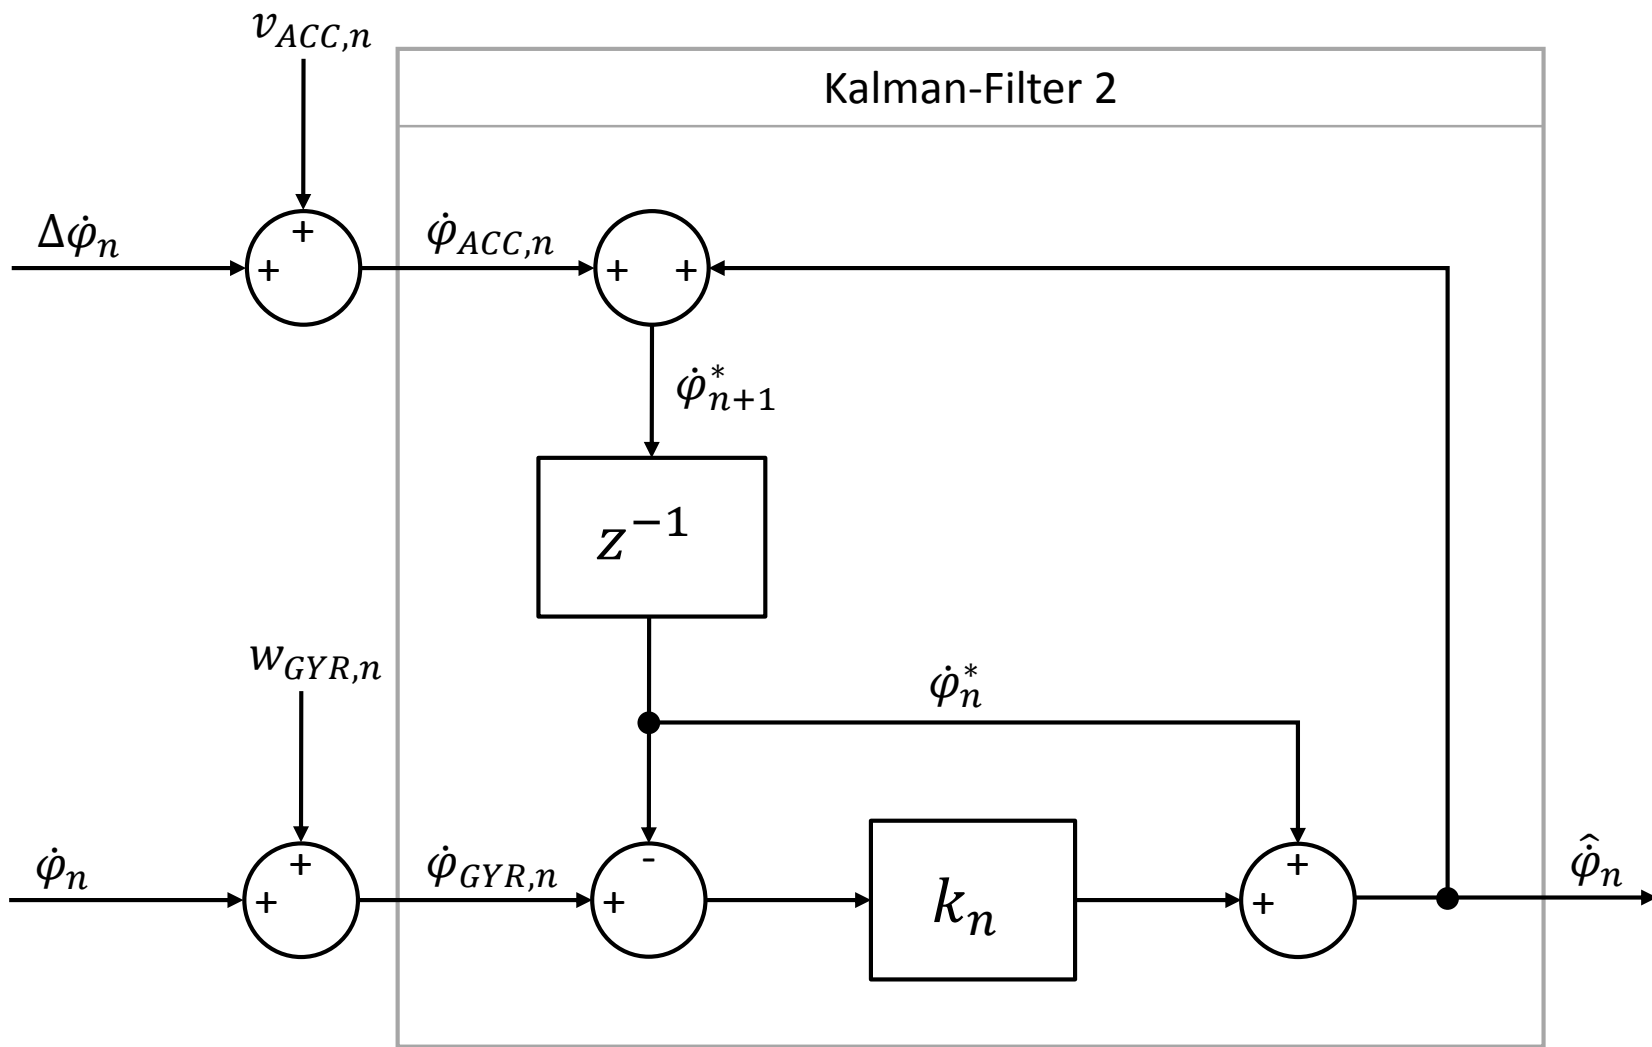 v_{ACC,n}
Kalman-Filter 2
Δφ̇_n
+
+
φ̇_{ACC,n}
+
+
φ̇*_{n+1}
z^{-1}
w_{GYR,n}
φ̇*_n
φ̇_n
+
+
φ̇_{GYR,n}
-
+
k_n
+
+
φ̇̂_n